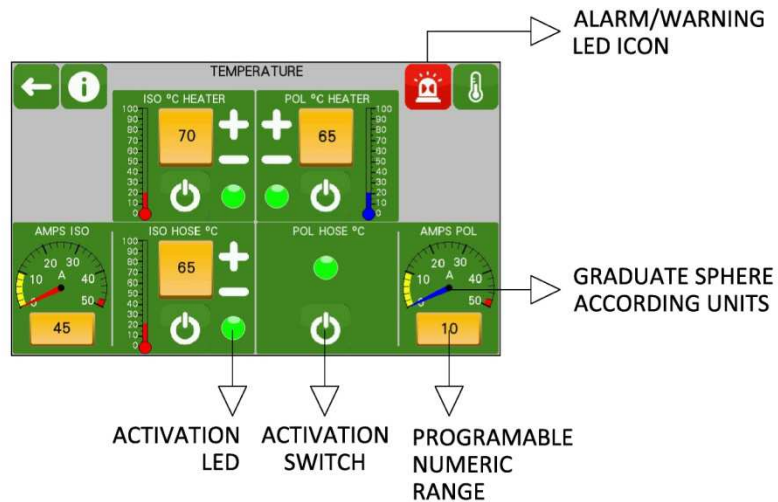 ALARM/WARNING
LED ICON
TEMPERATURE
ISO ºC HEATER
100
90
80
70
60
50
40
30
20
10
0
70
POL ºC HEATER
65
100
90
80
70
60
50
40
30
20
10
0
AMPS ISO
0
10
20
30
40
50
A
45
ISO HOSE ºC
100
90
80
70
60
50
40
30
20
10
0
65
POL HOSE ºC
AMPS POL
0
10
20
30
40
50
A
10
GRADUATE SPHERE
ACCORDING UNITS
ACTIVATION
LED
ACTIVATION
SWITCH
PROGRAMABLE
NUMERIC
RANGE